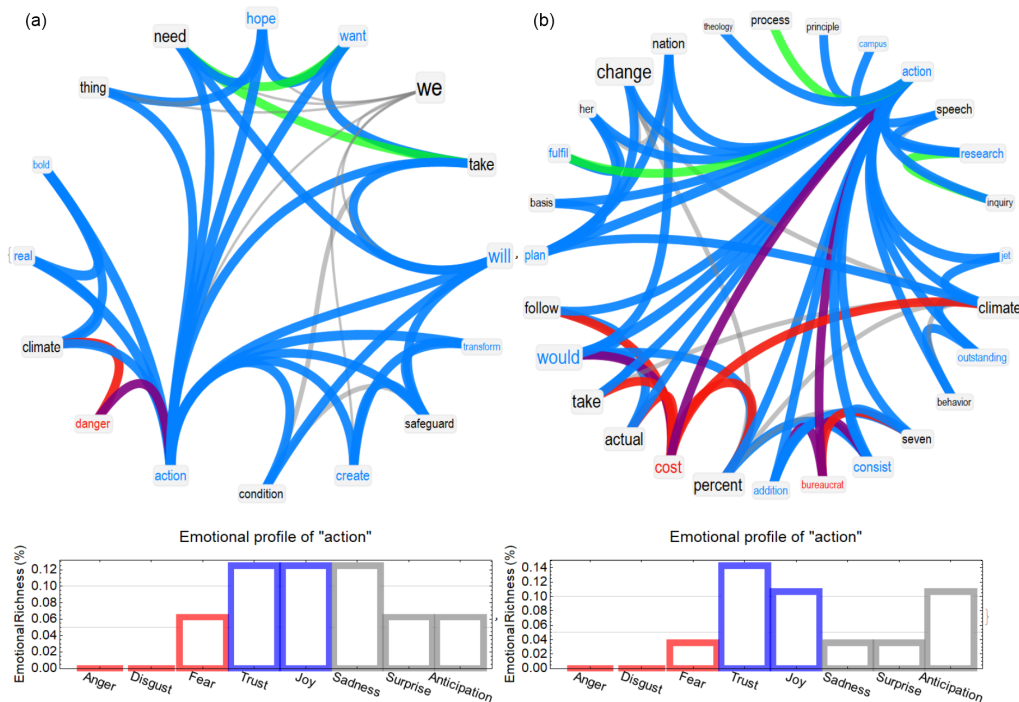 (a)
hope
need
want
we
thing
take
bold
real
will
climate
transform
danger
safeguard
action
create
condition
Emotional profile of "action"
Emotional Richness (%)
0.12
0.10
0.08
0.06
0.04
0.02
0.00
Anger
Disgust
Fear
Trust
Joy
Sadness
Surprise
Anticipation
(b)
theology
process
principle
campus
nation
action
change
speech
her
research
fulfil
inquiry
basis
plan
jet
follow
climate
would
outstanding
take
behavior
actual
seven
cost
consist
percent
addition
bureaucrat
Emotional profile of "action"
Emotional Richness (%)
0.14
0.12
0.10
0.08
0.06
0.04
0.02
0.00
Anger
Disgust
Fear
Trust
Joy
Sadness
Surprise
Anticipation